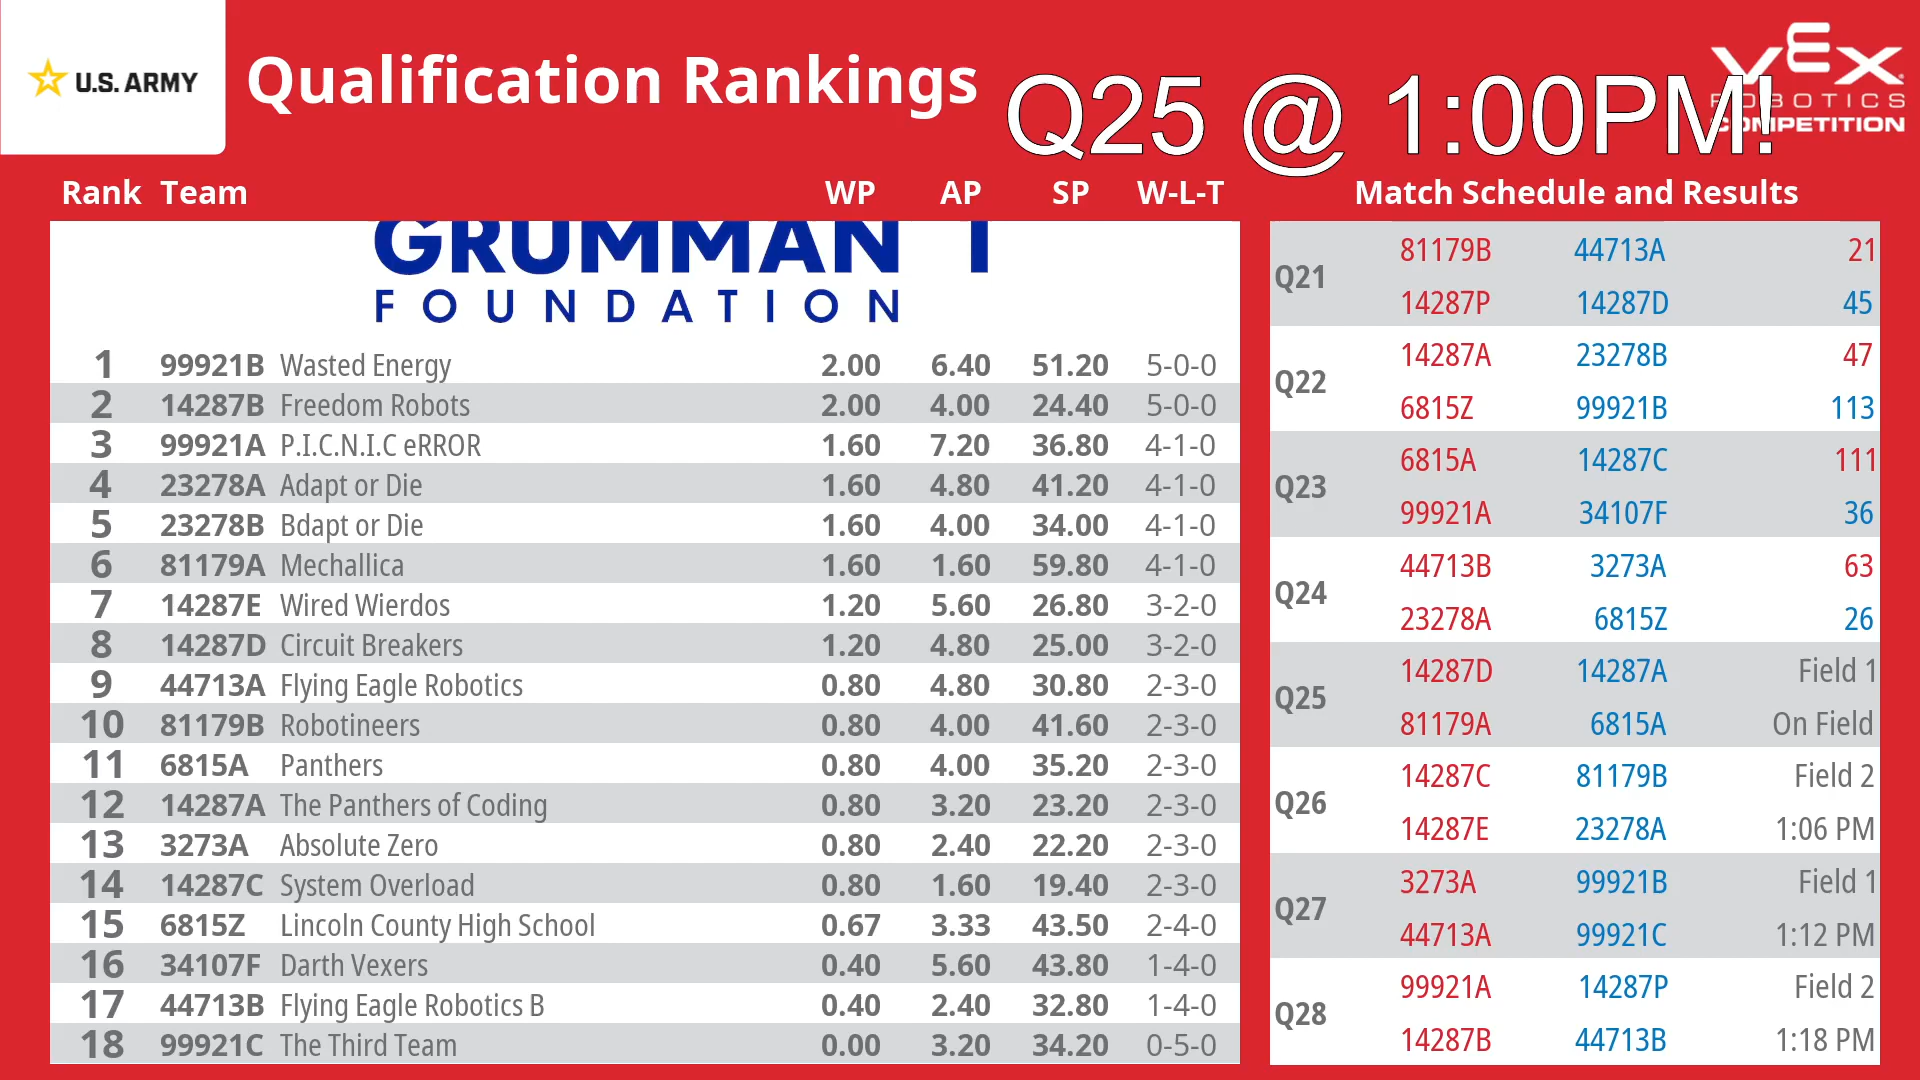 U.S. ARMY
Qualification Rankings
Q25 @ 1:00PM!
VEX
ROBOTICS
COMPETITION
Rank Team WP AP SP W-L-T
GRUMMAN
FOUNDATION
1 99921B Wasted Energy 2.00 6.40 51.20 5-0-0
2 14287B Freedom Robots 2.00 4.00 24.40 5-0-0
3 99921A P.I.C.N.I.C eRROR 1.60 7.20 36.80 4-1-0
4 23278A Adapt or Die 1.60 4.80 41.20 4-1-0
5 23278B Bdapt or Die 1.60 4.00 34.00 4-1-0
6 81179A Mechallica 1.60 1.60 59.80 4-1-0
7 14287E Wired Wierdos 1.20 5.60 26.80 3-2-0
8 14287D Circuit Breakers 1.20 4.80 25.00 3-2-0
9 44713A Flying Eagle Robotics 0.80 4.80 30.80 2-3-0
10 81179B Robotineers 0.80 4.00 41.60 2-3-0
11 6815A Panthers 0.80 4.00 35.20 2-3-0
12 14287A The Panthers of Coding 0.80 3.20 23.20 2-3-0
13 3273A Absolute Zero 0.80 2.40 22.20 2-3-0
14 14287C System Overload 0.80 1.60 19.40 2-3-0
15 6815Z Lincoln County High School 0.67 3.33 43.50 2-4-0
16 34107F Darth Vexers 0.40 5.60 43.80 1-4-0
17 44713B Flying Eagle Robotics B 0.40 2.40 32.80 1-4-0
18 99921C The Third Team 0.00 3.20 34.20 0-5-0
Match Schedule and Results
Q21
81179B 44713A 21
14287P 14287D 45
Q22
14287A 23278B 47
6815Z 99921B 113
Q23
6815A 14287C 111
99921A 34107F 36
Q24
44713B 3273A 63
23278A 6815Z 26
Q25
14287D 14287A Field 1
81179A 6815A On Field
Q26
14287C 81179B Field 2
14287E 23278A 1:06 PM
Q27
3273A 99921B Field 1
44713A 99921C 1:12 PM
Q28
99921A 14287P Field 2
14287B 44713B 1:18 PM